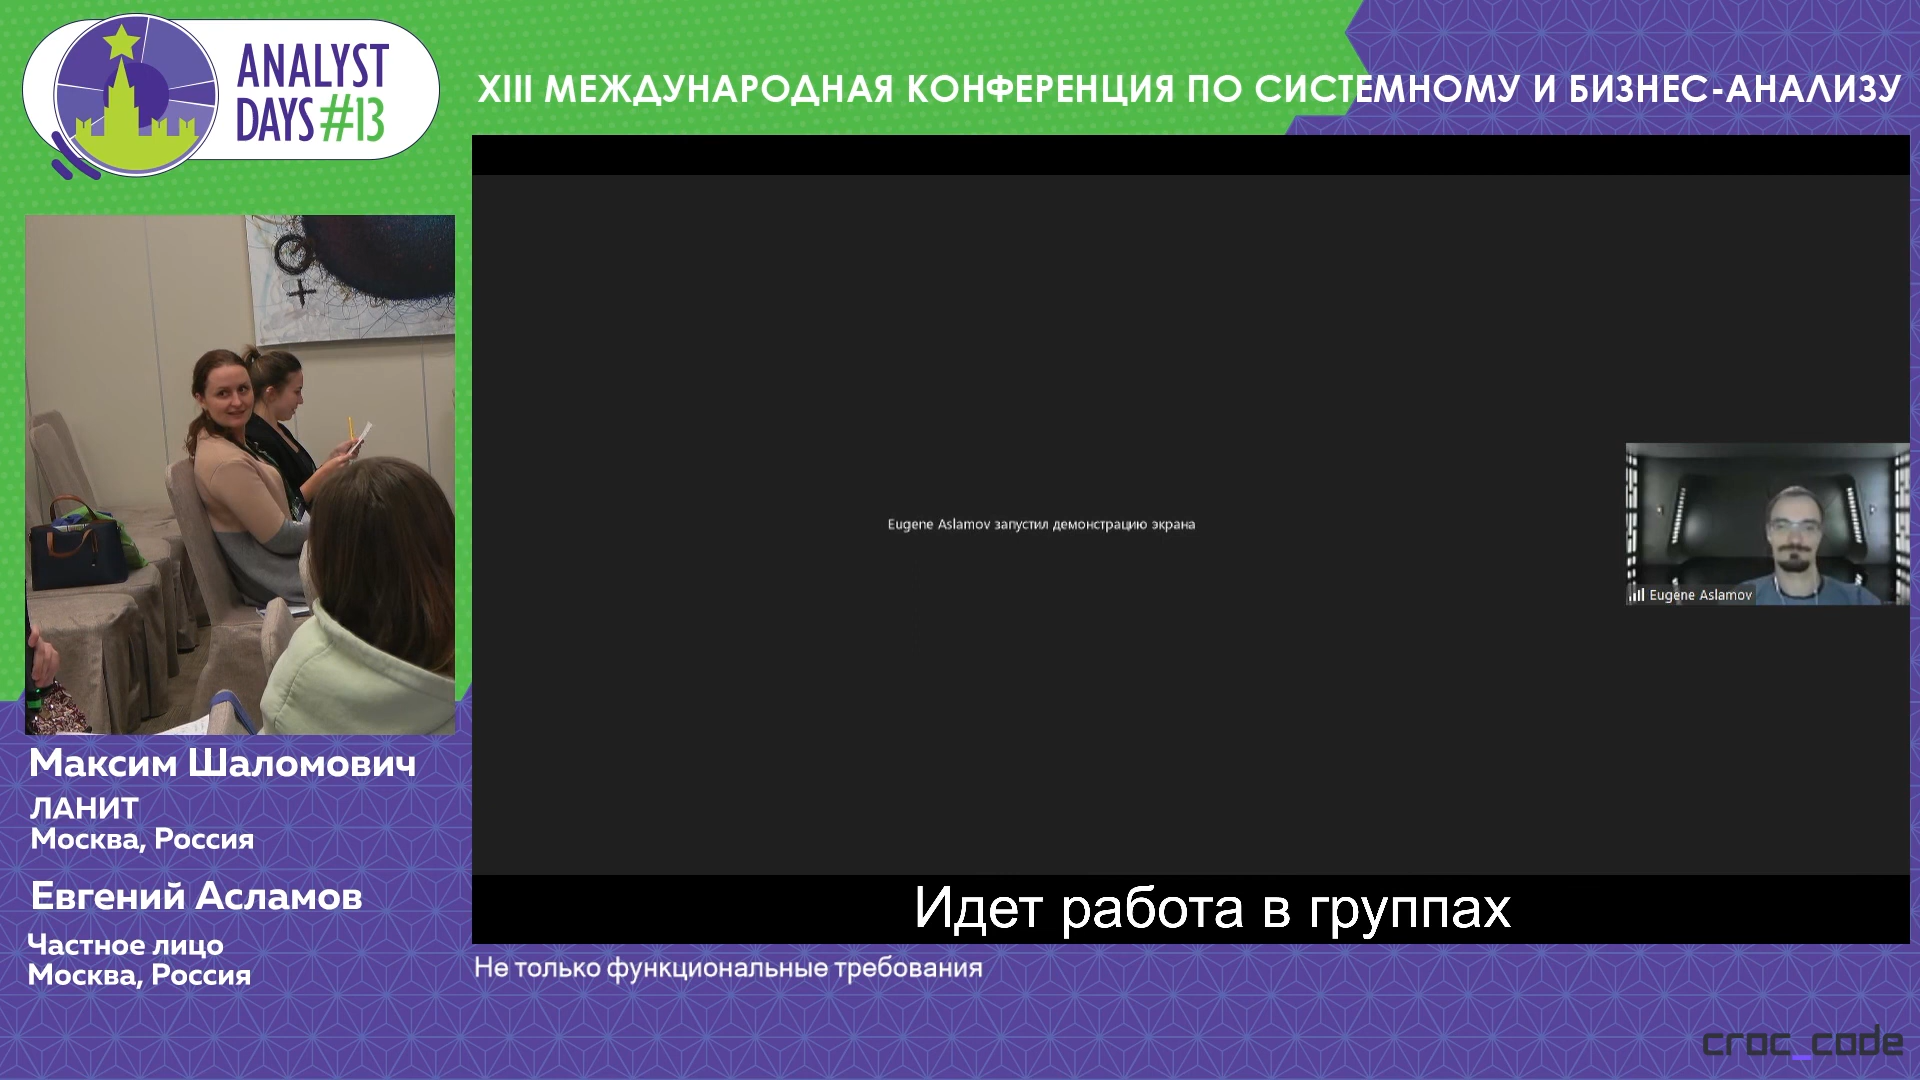 ANALYST
DAYS #13
XIII МЕЖДУНАРОДНАЯ КОНФЕРЕНЦИЯ ПО СИСТЕМНОМУ И БИЗНЕС-АНАЛИЗУ
Eugene Aslamov запустил демонстрацию экрана
Eugene Aslamov
Максим Шаломович
ЛАНИТ
Москва, Россия
Евгений Асламов
Частное лицо
Москва, Россия
Идет работа в группах
Не только функциональные требования
croc_code